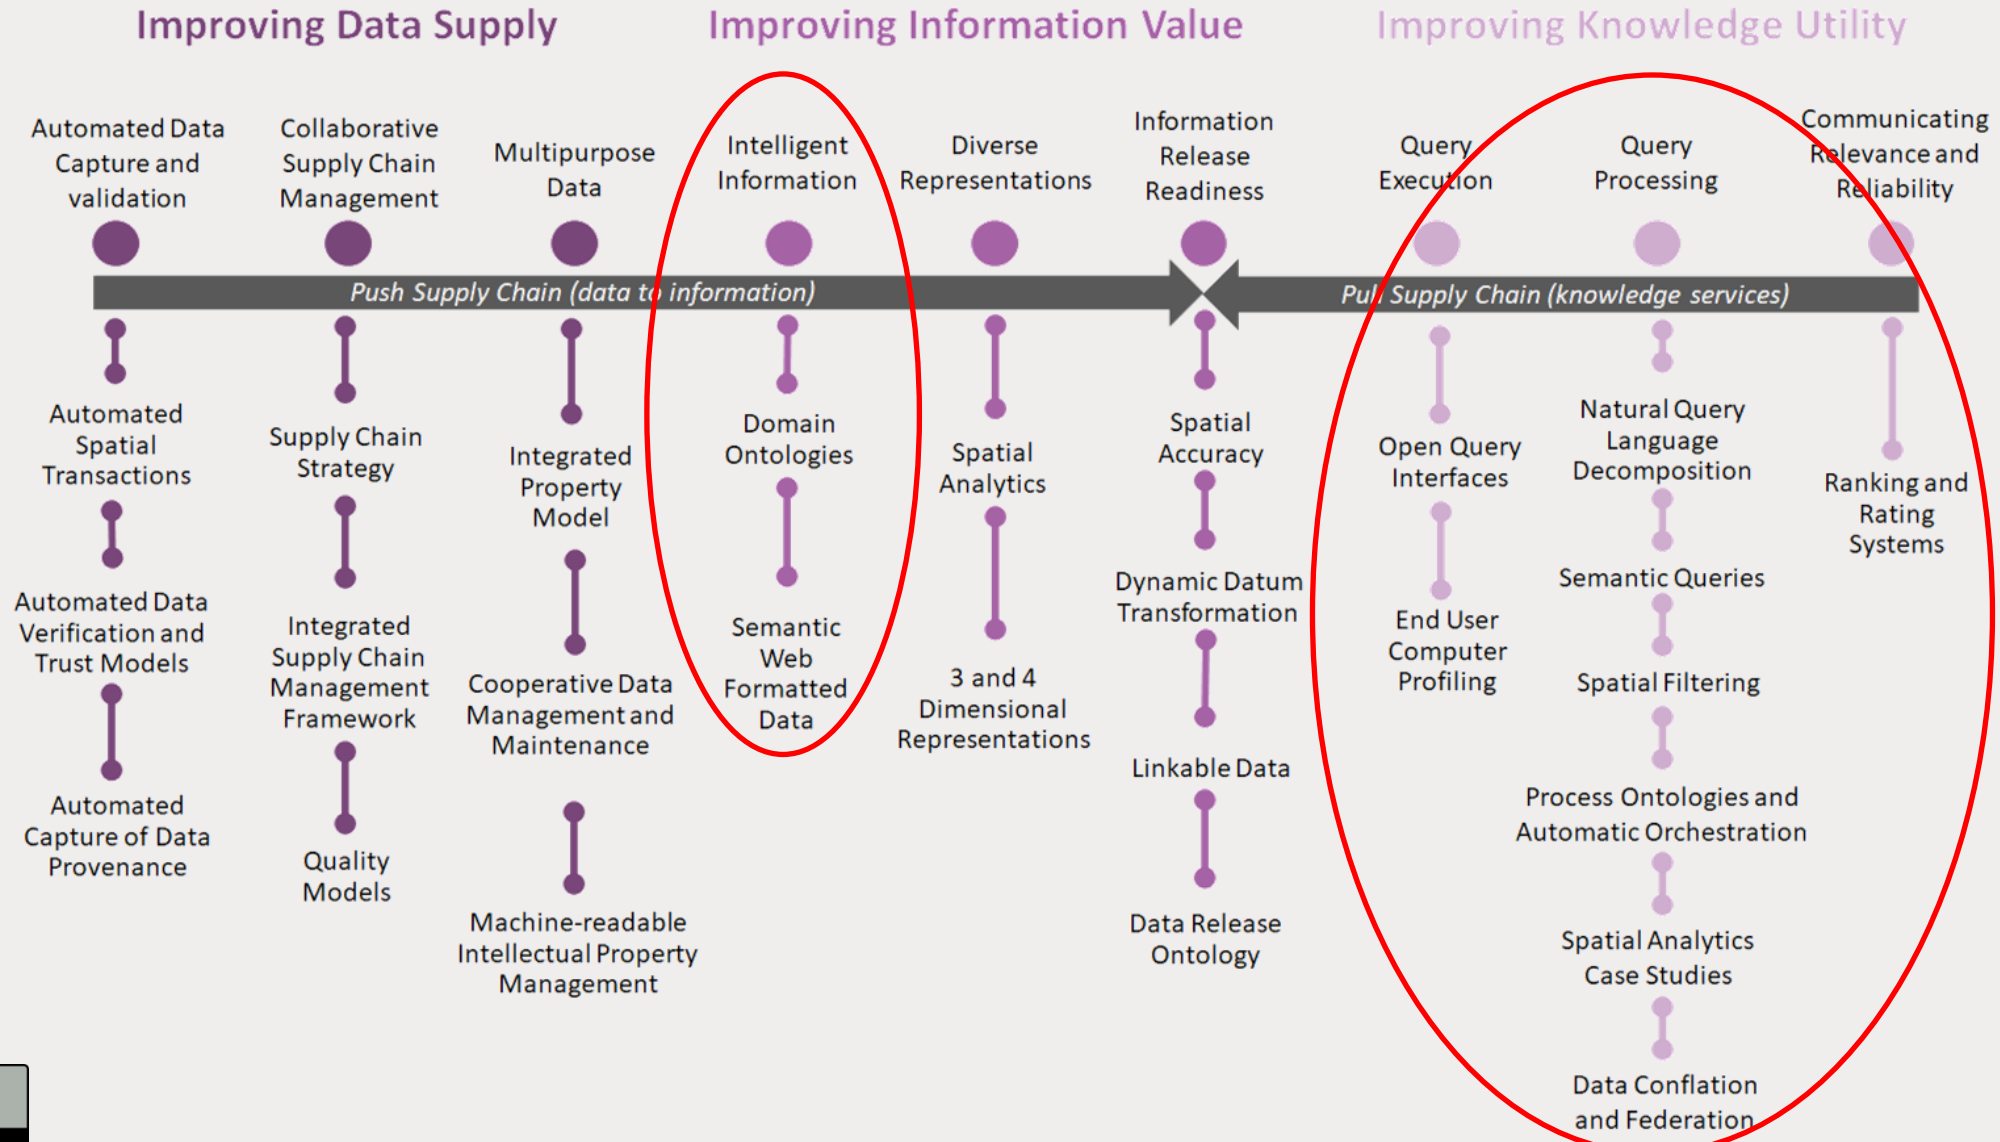 Improving Data Supply
Improving Information Value
Improving Knowledge Utility
Automated Data
Capture and
validation
Collaborative
Supply Chain
Management
Multipurpose
Data
Intelligent
Information
Diverse
Representations
Information
Release
Readiness
Query
Execution
Query
Processing
Communicating
Relevance and
Reliability
Push Supply Chain (data to information)
Pull Supply Chain (knowledge services)
Automated
Spatial
Transactions
Automated Data
Verification and
Trust Models
Automated
Capture of Data
Provenance
Supply Chain
Strategy
Integrated
Supply Chain
Management
Framework
Quality
Models
Integrated
Property
Model
Cooperative Data
Management and
Maintenance
Machine-readable
Intellectual Property
Management
Domain
Ontologies
Semantic
Web
Formatted
Data
Spatial
Analytics
3 and 4
Dimensional
Representations
Spatial
Accuracy
Dynamic Datum
Transformation
Linkable Data
Data Release
Ontology
Open Query
Interfaces
End User
Computer
Profiling
Natural Query
Language
Decomposition
Semantic Queries
Spatial Filtering
Process Ontologies and
Automatic Orchestration
Spatial Analytics
Case Studies
Data Conflation
and Federation
Ranking and
Rating
Systems